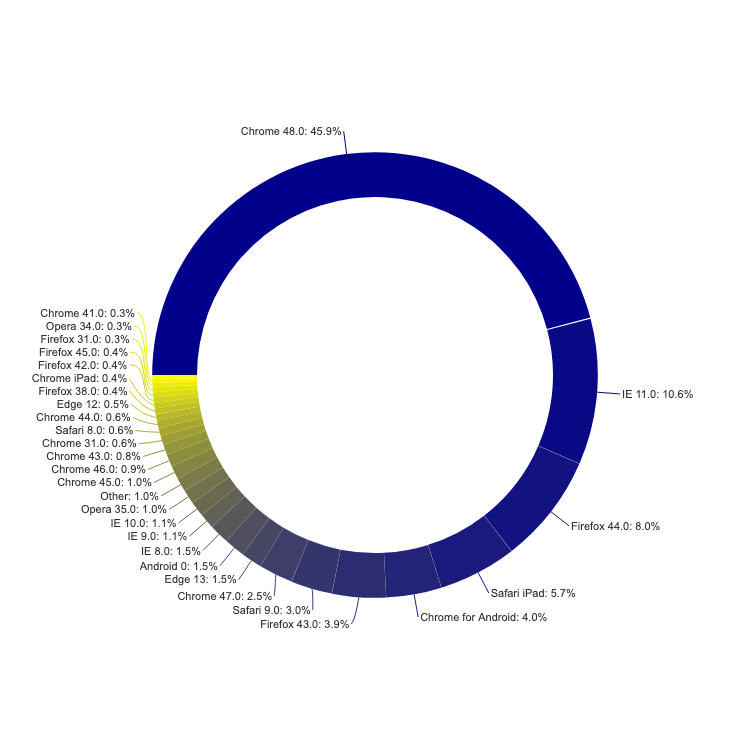 Chrome 48.0: 45.9%
IE 11.0: 10.6%
Firefox 44.0: 8.0%
Safari iPad: 5.7%
Chrome for Android: 4.0%
Firefox 43.0: 3.9%
Safari 9.0: 3.0%
Chrome 47.0: 2.5%
Edge 13: 1.5%
Android 0: 1.5%
IE 8.0: 1.5%
IE 9.0: 1.1%
IE 10.0: 1.1%
Opera 35.0: 1.0%
Other: 1.0%
Chrome 45.0: 1.0%
Chrome 46.0: 0.9%
Chrome 43.0: 0.8%
Chrome 31.0: 0.6%
Safari 8.0: 0.6%
Chrome 44.0: 0.6%
Edge 12: 0.5%
Firefox 38.0: 0.4%
Chrome iPad: 0.4%
Firefox 42.0: 0.4%
Firefox 45.0: 0.4%
Firefox 31.0: 0.3%
Opera 34.0: 0.3%
Chrome 41.0: 0.3%